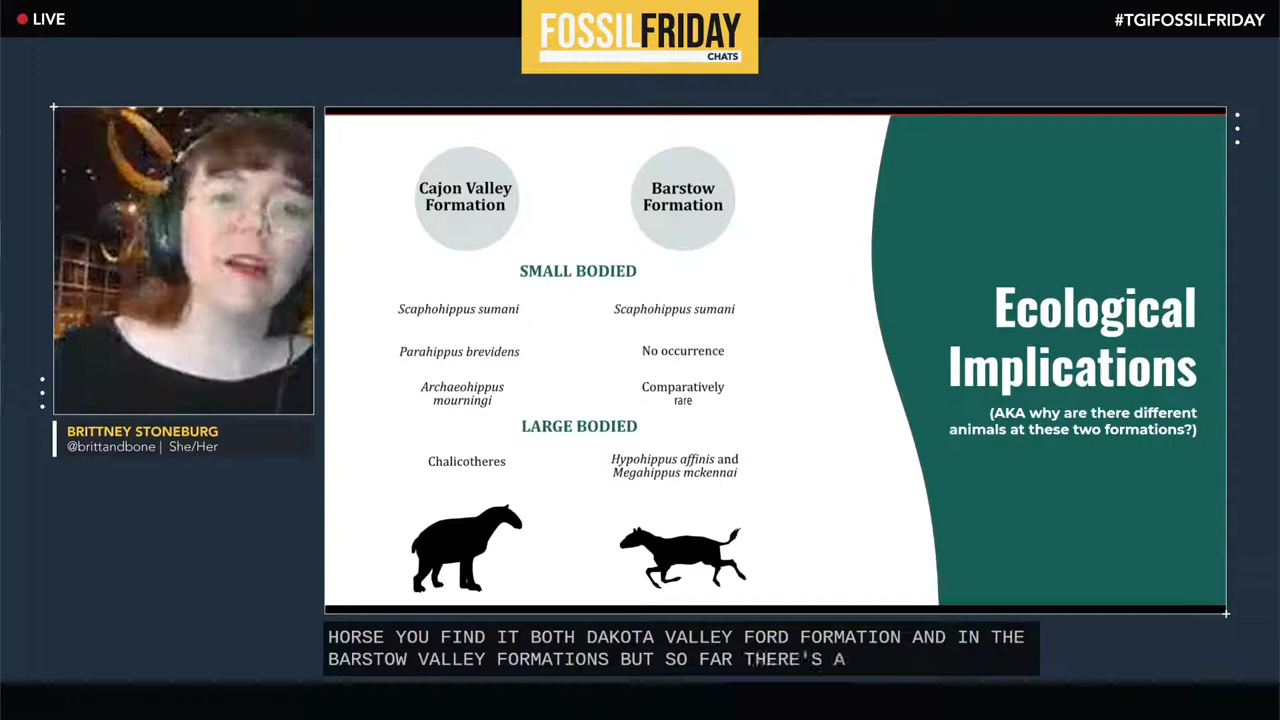 LIVE
FOSSILFRIDAY
CHATS
#TGIFOSSILFRIDAY
Cajon Valley
Formation
Barstow
Formation
SMALL BODIED
Scaphohippus sumani
Scaphohippus sumani
Parahippus brevidens
No occurrence
Archaeohippus
mourningi
Comparatively
rare
LARGE BODIED
Chalicotheres
Hypohippus affinis and
Megahippus mckennai
Ecological
Implications
(AKA why are there different
animals at these two formations?)
BRITTNEY STONEBURG
@brittandbone | She/Her
HORSE YOU FIND IT BOTH DAKOTA VALLEY FORD FORMATION AND IN THE
BARSTOW VALLEY FORMATIONS BUT SO FAR THERE'S A